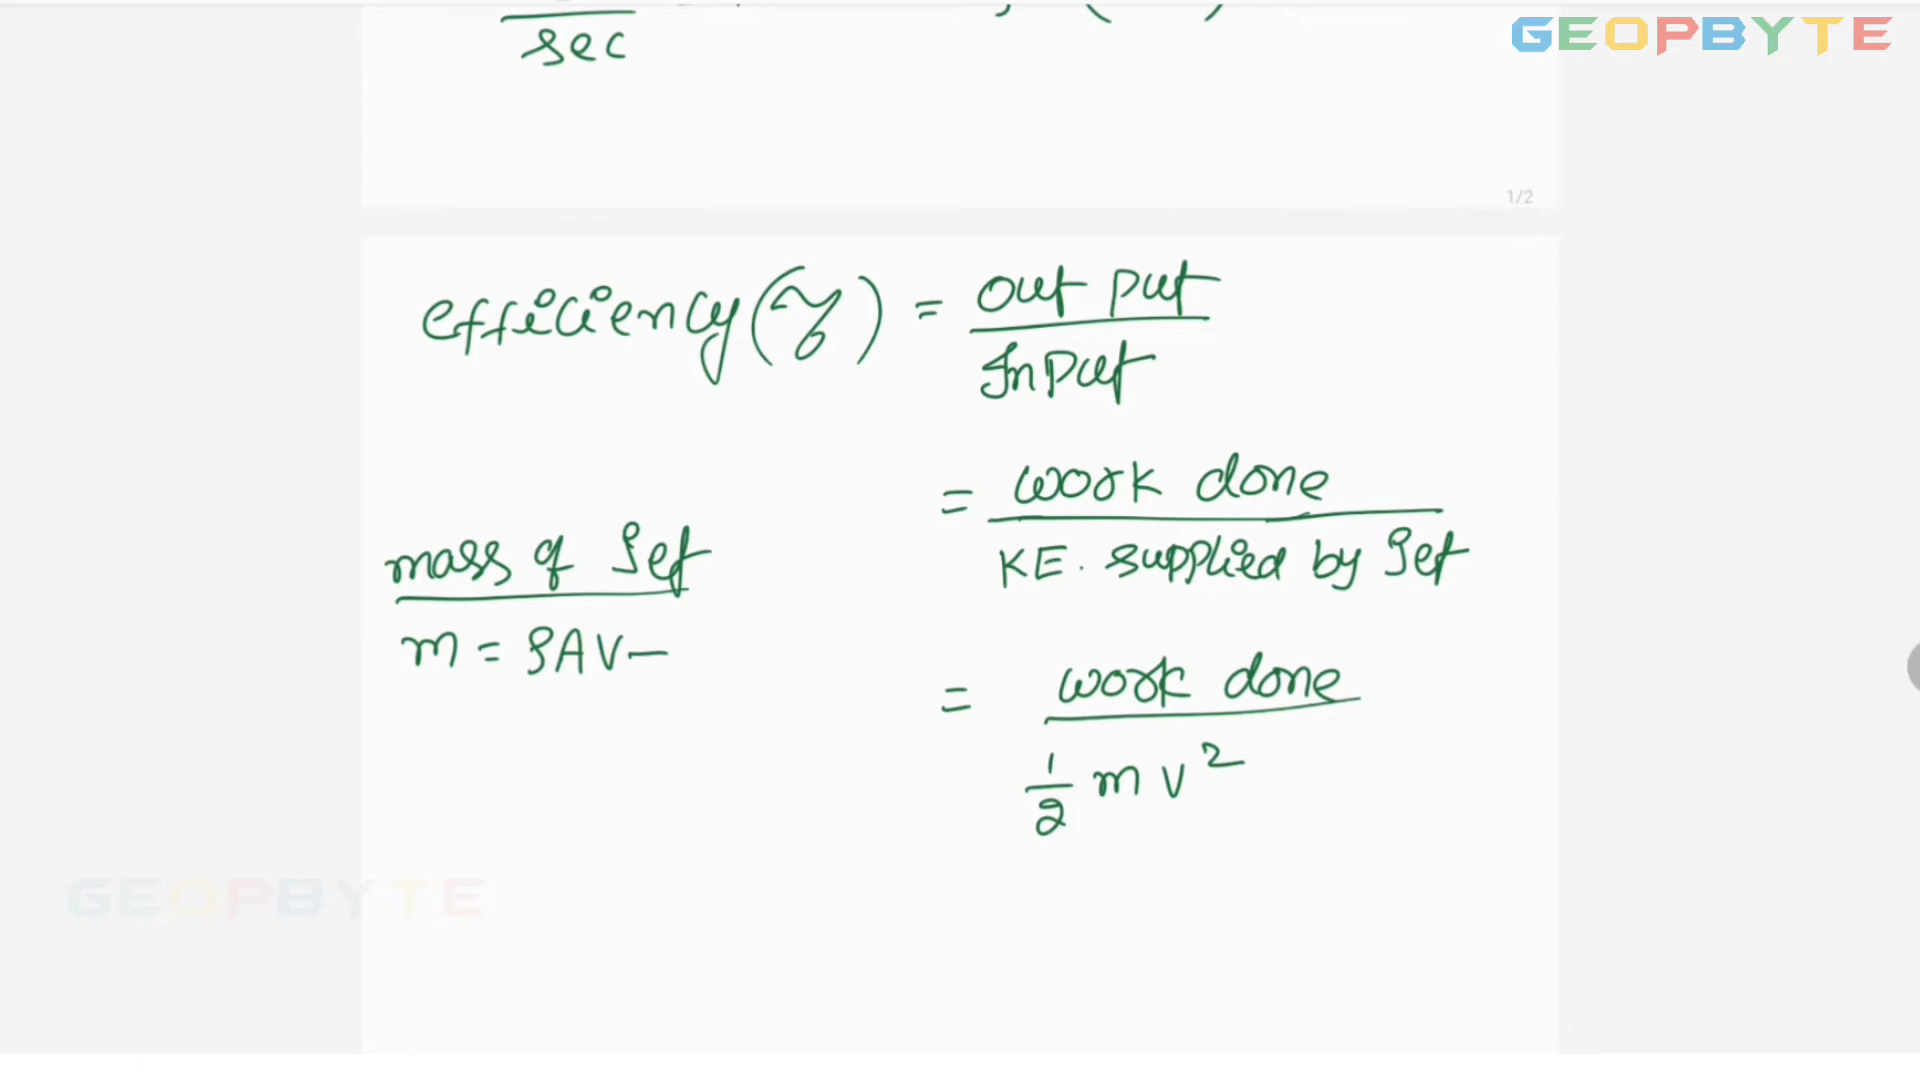 GEOPBYTE
sec
1/2
efficiency(η) = out put
Input
= work done
KE. supplied by Jet
mass of Jet
m = ρAV-
= work done
1/2 m v²
GEOPBYTE